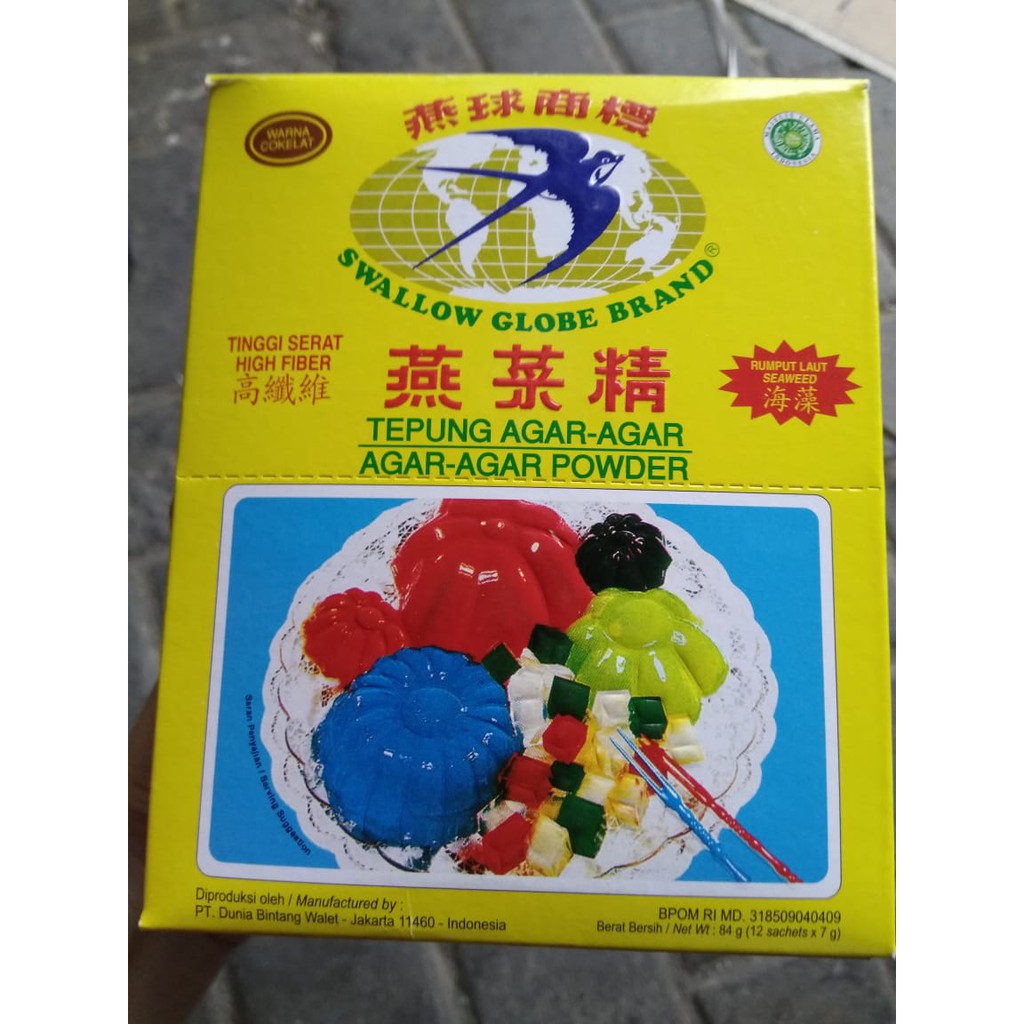 燕球商標
WARNA
COKELAT
MAJELIS ULAMA
INDONESIA
SWALLOW GLOBE BRAND®
TINGGI SERAT
HIGH FIBER
高纖維
燕菜精
RUMPUT LAUT
SEAWEED
海藻
TEPUNG AGAR-AGAR
AGAR-AGAR POWDER
Saran Penyajian / Serving Suggestion
Diproduksi oleh / Manufactured by :
PT. Dunia Bintang Walet - Jakarta 11460 - Indonesia
BPOM RI MD. 318509040409
Berat Bersih / Net Wt : 84 g (12 sachets x 7 g)